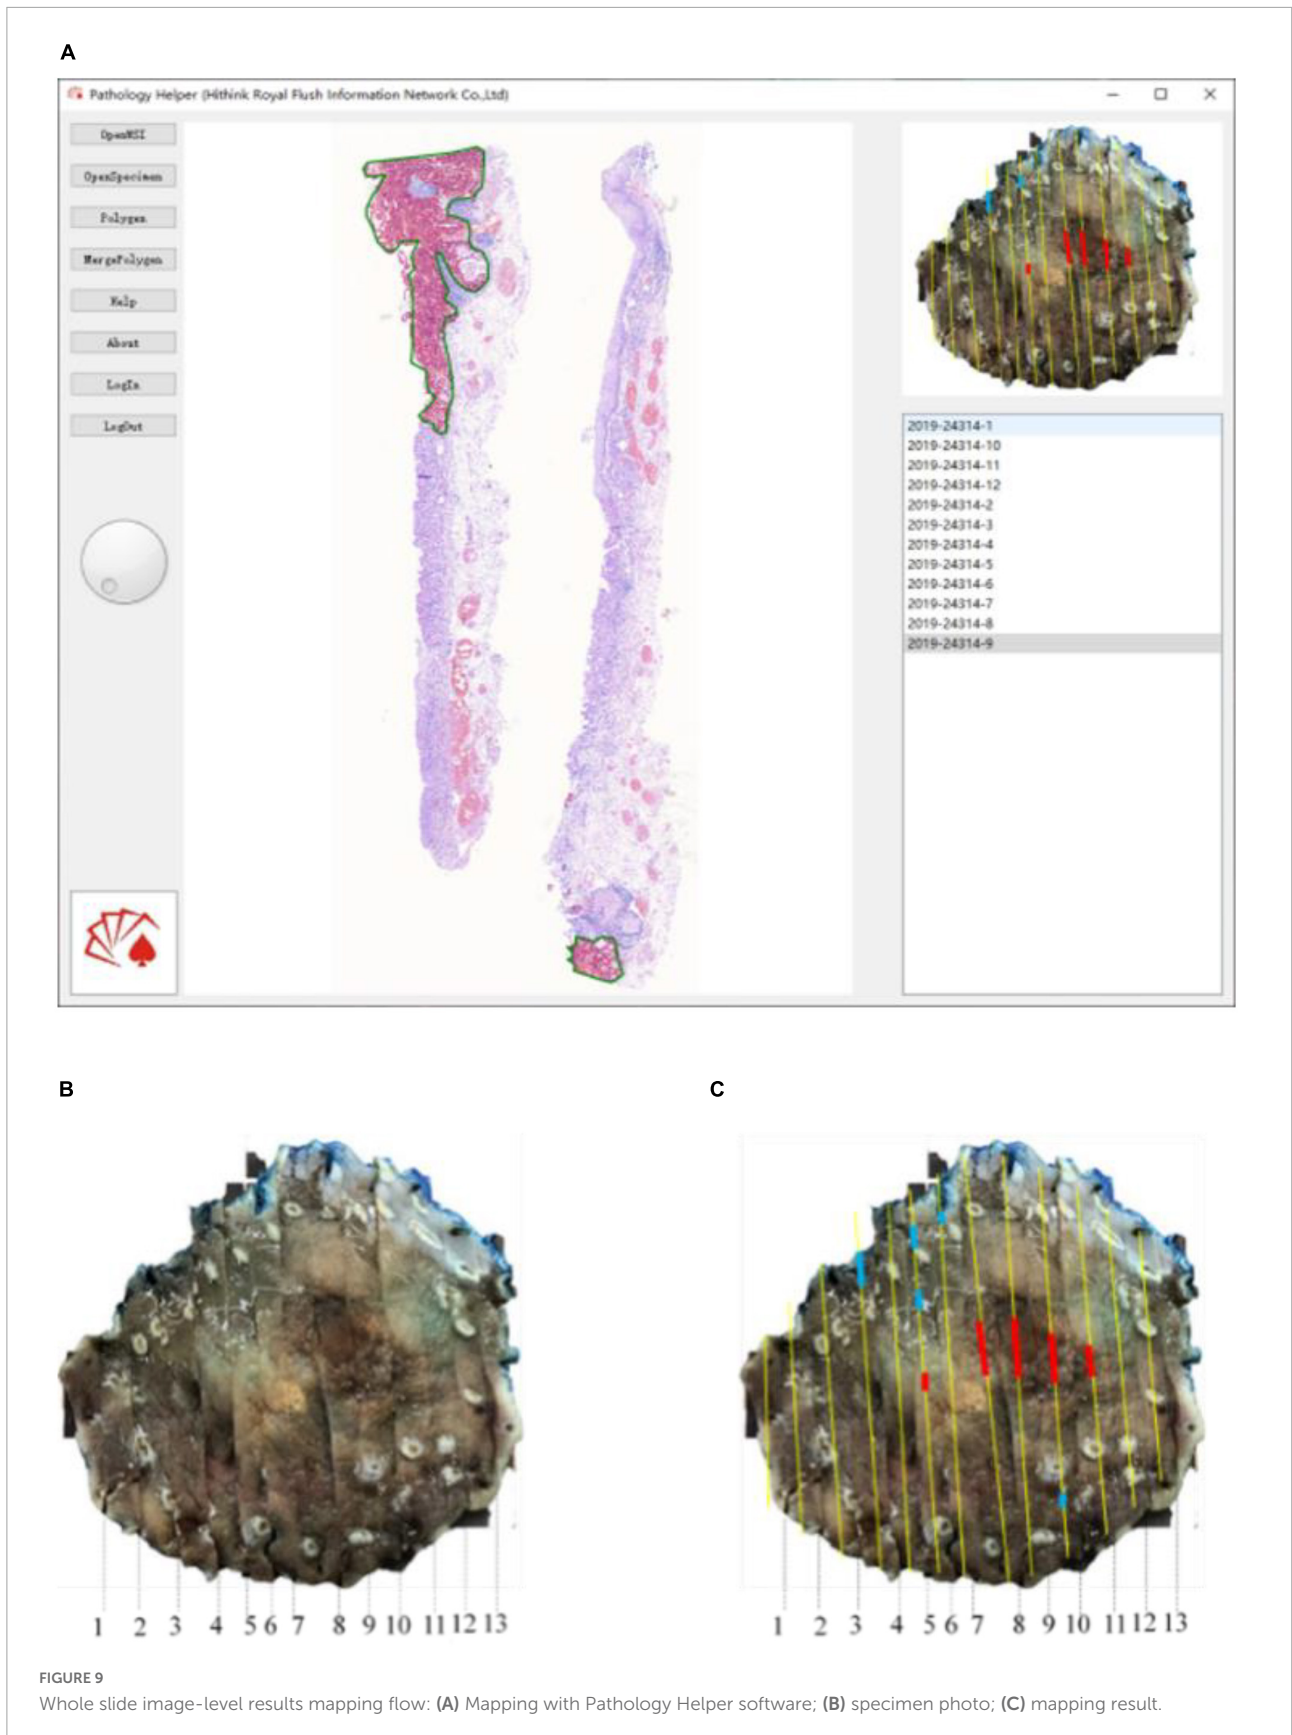 A
Pathology Helper (Hithink Royal Flush Information Network Co.,Ltd)
OpenWSI
OpenSpecimen
Polygen
MergePolygen
Help
About
LogIn
LogOut
2019-24314-1
2019-24314-10
2019-24314-11
2019-24314-12
2019-24314-2
2019-24314-3
2019-24314-4
2019-24314-5
2019-24314-6
2019-24314-7
2019-24314-8
2019-24314-9
B
C
1 2 3 4 5 6 7 8 9 10 11 12 13
1 2 3 4 5 6 7 8 9 10 11 12 13
FIGURE 9
Whole slide image-level results mapping flow: (A) Mapping with Pathology Helper software; (B) specimen photo; (C) mapping result.